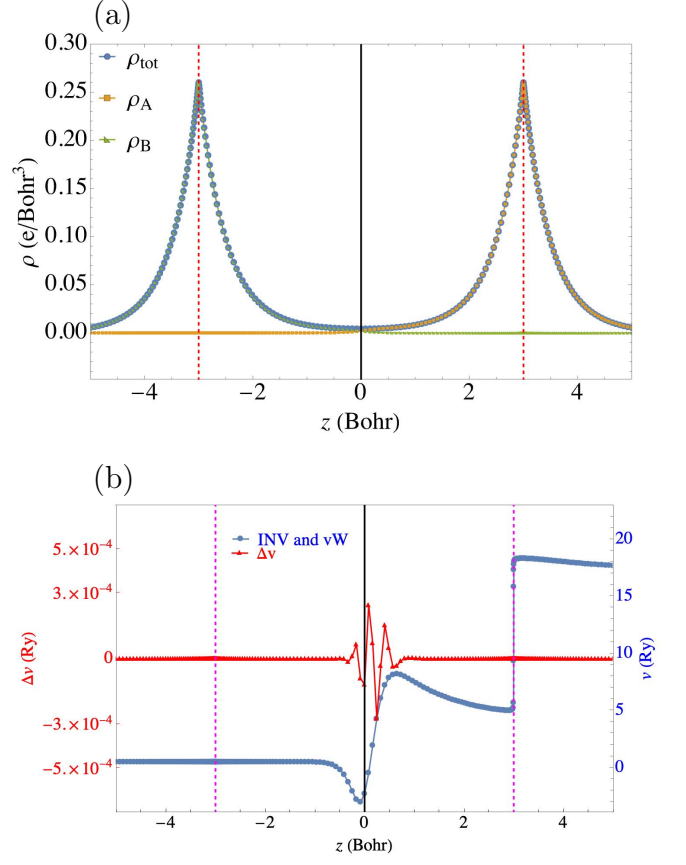 (a)
0.30
0.25
0.20
0.15
0.10
0.05
0.00
ρ (e/Bohr³)
ρtot
ρA
ρB
−4
−2
0
2
4
z (Bohr)
(b)
5.×10⁻⁴
3.×10⁻⁴
0
−3.×10⁻⁴
−5.×10⁻⁴
Δv (Ry)
INV and vW
Δv
20
15
10
5
0
v (Ry)
−4
−2
0
2
4
z (Bohr)